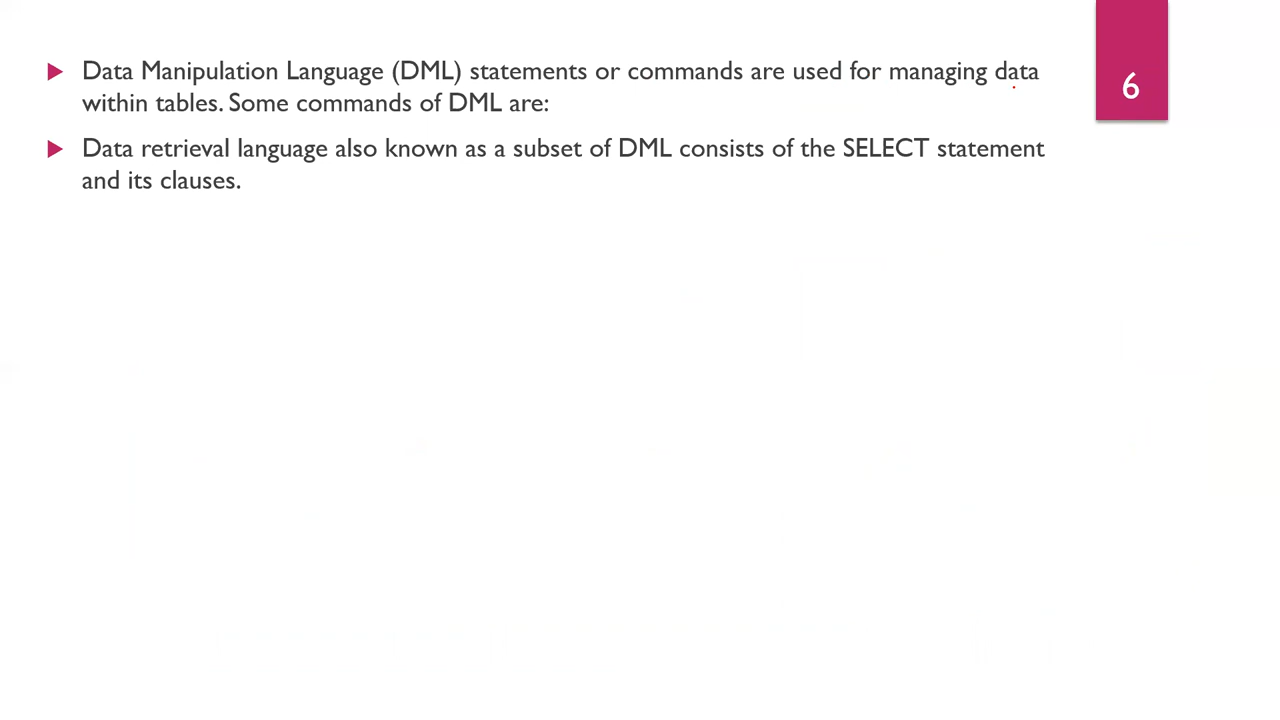 Data Manipulation Language (DML) statements or commands are used for managing data
within tables. Some commands of DML are:
Data retrieval language also known as a subset of DML consists of the SELECT statement
and its clauses.
6